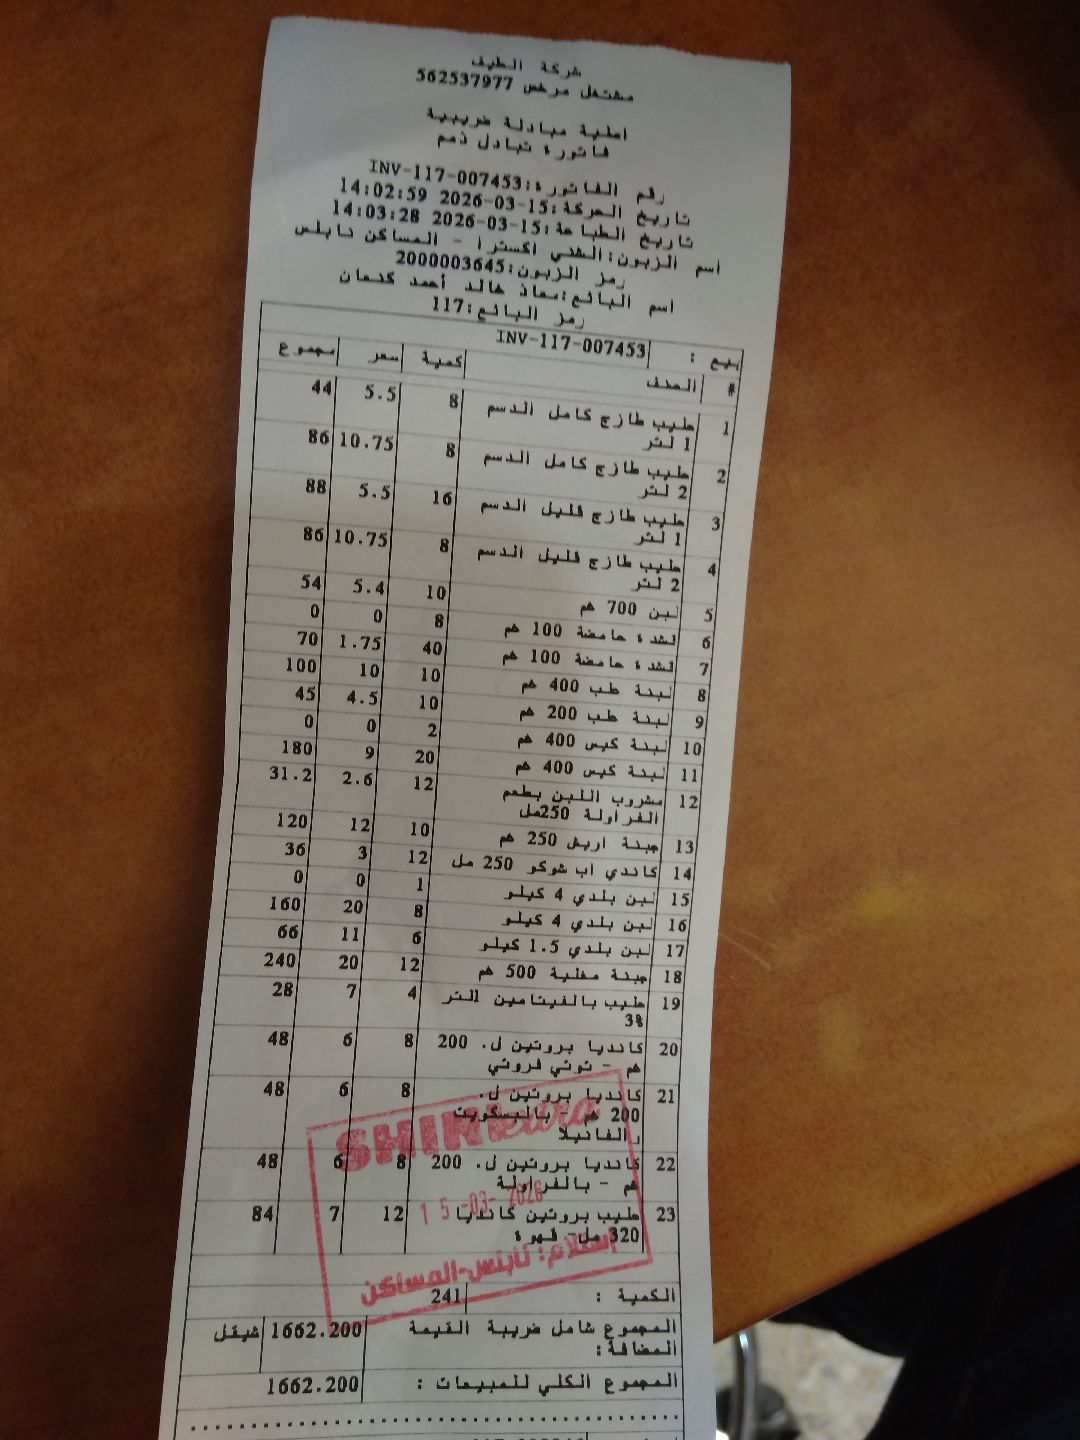 شركة الطيف
مشتغل مرخص 562537977
اصلية مبادلة ضريبية
فاتورة تبادل ذمم
رقم الفاتورة:INV-117-007453
تاريخ الحركة:2026-03-15 14:02:59
تاريخ الطباعة:2026-03-15 14:03:28
اسم الزبون:الشني اكسترا - المساكن نابلس
رمز الزبون:2000003645
اسم البائع:معاذ خالد أحمد كنعان
رمز البائع:117
بيع : INV-117-007453
# الصنف كمية سعر مجموع
1 حليب طازج كامل الدسم 8 5.5 44
1 لتر
2 حليب طازج كامل الدسم 8 10.75 86
2 لتر
3 حليب طازج قليل الدسم 16 5.5 88
1 لتر
4 حليب طازج قليل الدسم 8 10.75 86
2 لتر
5 لبن 700 غم 10 5.4 54
6 قشدة حامضة 100 غم 8 0 0
7 قشدة حامضة 100 غم 40 1.75 70
8 لبنة علب 400 غم 10 10 100
9 لبنة علب 200 غم 10 4.5 45
10 لبنة كيس 400 غم 2 0 0
11 لبنة كيس 400 غم 20 9 180
12 مشروب اللبن بطعم 12 2.6 31.2
الفراولة 250مل
13 جبنة اريش 250 غم 10 12 120
14 كاندي اب شوكو 250 مل 12 3 36
15 لبن بلدي 4 كيلو 1 0 0
16 لبن بلدي 4 كيلو 8 20 160
17 لبن بلدي 1.5 كيلو 6 11 66
18 جبنة مغلية 500 غم 12 20 240
19 حليب بالفيتامين 1لتر 4 7 28
3%
20 كانديا بروتين ل. 200 8 6 48
غم - توتي فروتي
21 كانديا بروتين ل. 8 6 48
200 غم - بالبسكويت
والفانيلا
22 كانديا بروتين ل. 200 8 6 48
غم - بالفراولة
23 حليب بروتين كانديا 12 7 84
320 مل قهوة
SHINI extra
15-03-2026
استلام: نابلس-المساكن
الكمية : 241
المجموع شامل ضريبة القيمة 1662.200 شيقل
المضافة:
المجموع الكلي للمبيعات : 1662.200